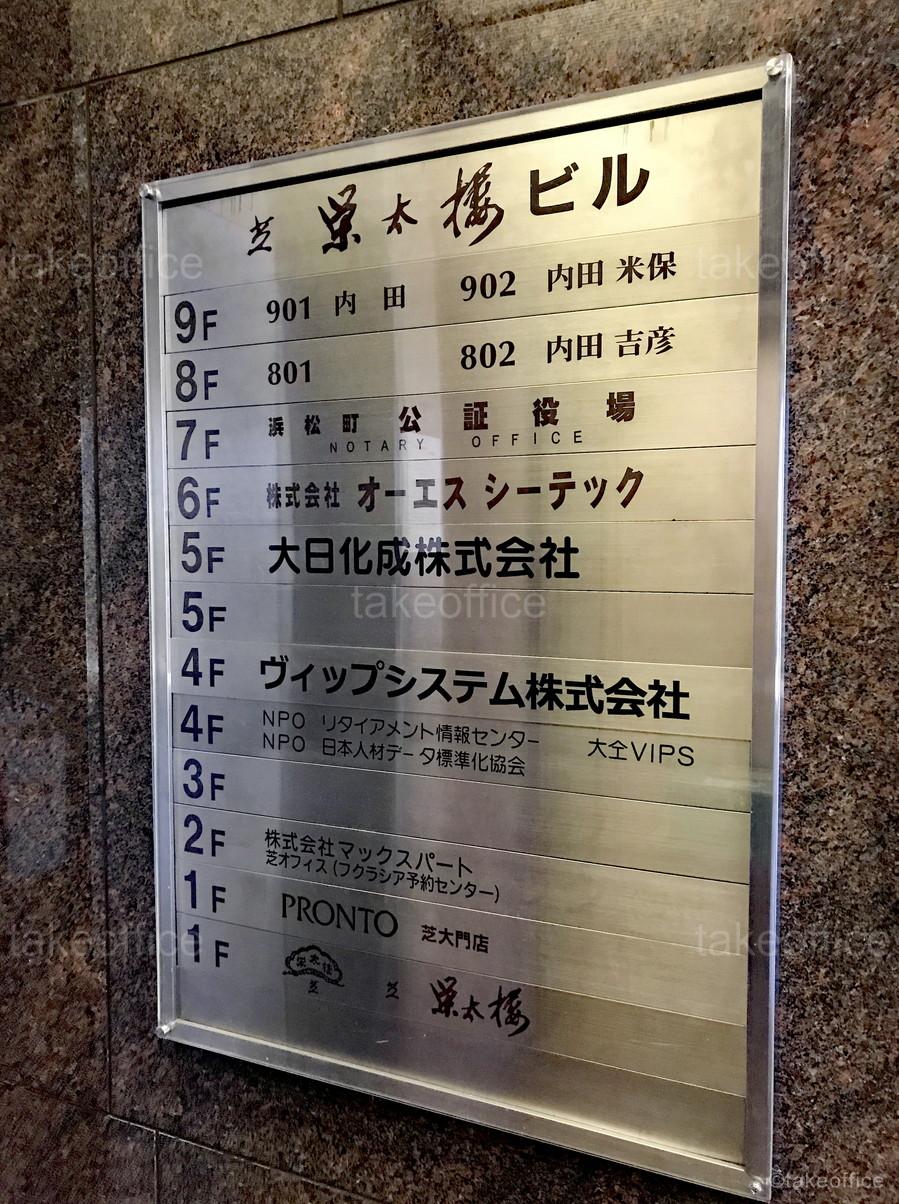 芝 栄太楼ビル
9F 901 内田 902 内田 米保
8F 801 802 内田 吉彦
7F 浜松町 公証役場
NOTARY OFFICE
6F 株式会社 オーエスシーテック
5F 大日化成株式会社
5F
4F ヴィップシステム株式会社
4F NPO リタイアメント情報センター
NPO 日本人材データ標準化協会 大仝VIPS
3F
2F 株式会社マックスパート
芝オフィス(フクラシア予約センター)
1F PRONTO 芝大門店
1F 栄太楼 芝 芝 栄太楼
takeoffice
takeoffice
takeoffice
takeoffice
takeoffice
©takeoffice